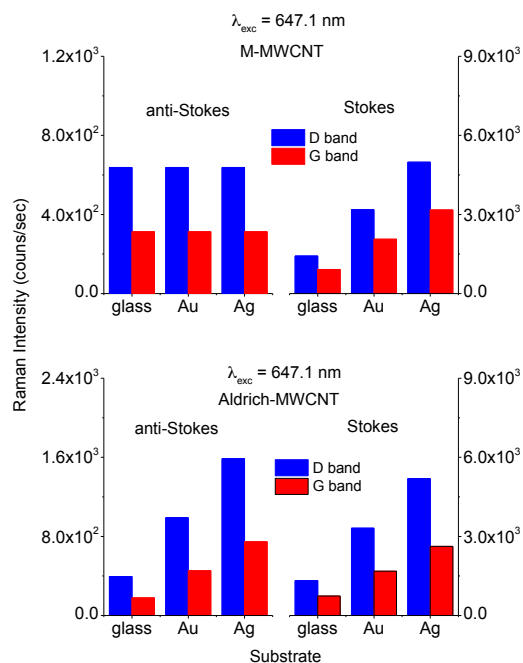 λexc = 647.1 nm
M-MWCNT
1.2x10³
9.0x10³
anti-Stokes
Stokes
D band
G band
8.0x10²
6.0x10³
4.0x10²
3.0x10³
0.0
0.0
glass Au Ag glass Au Ag
Raman Intensity (couns/sec)
λexc = 647.1 nm
Aldrich-MWCNT
2.4x10³
9.0x10³
anti-Stokes
Stokes
D band
G band
1.6x10³
6.0x10³
8.0x10²
3.0x10³
0.0
0.0
glass Au Ag glass Au Ag
Substrate